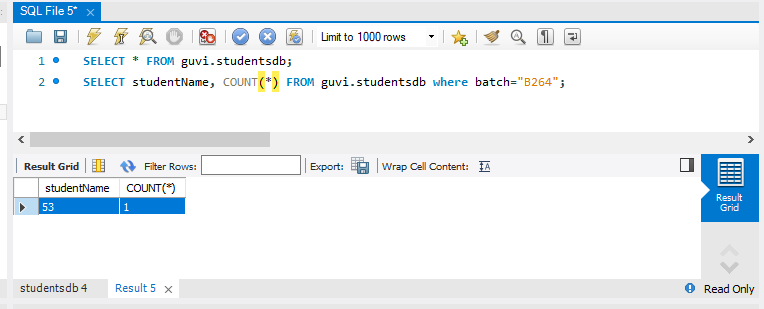 SQL File 5*
Limit to 1000 rows
1 SELECT * FROM guvi.studentsdb;
2 SELECT studentName, COUNT(*) FROM guvi.studentsdb where batch="B264";
Result Grid Filter Rows: Export: Wrap Cell Content:
studentName COUNT(*)
53 1
Result
Grid
studentsdb 4 Result 5 Read Only